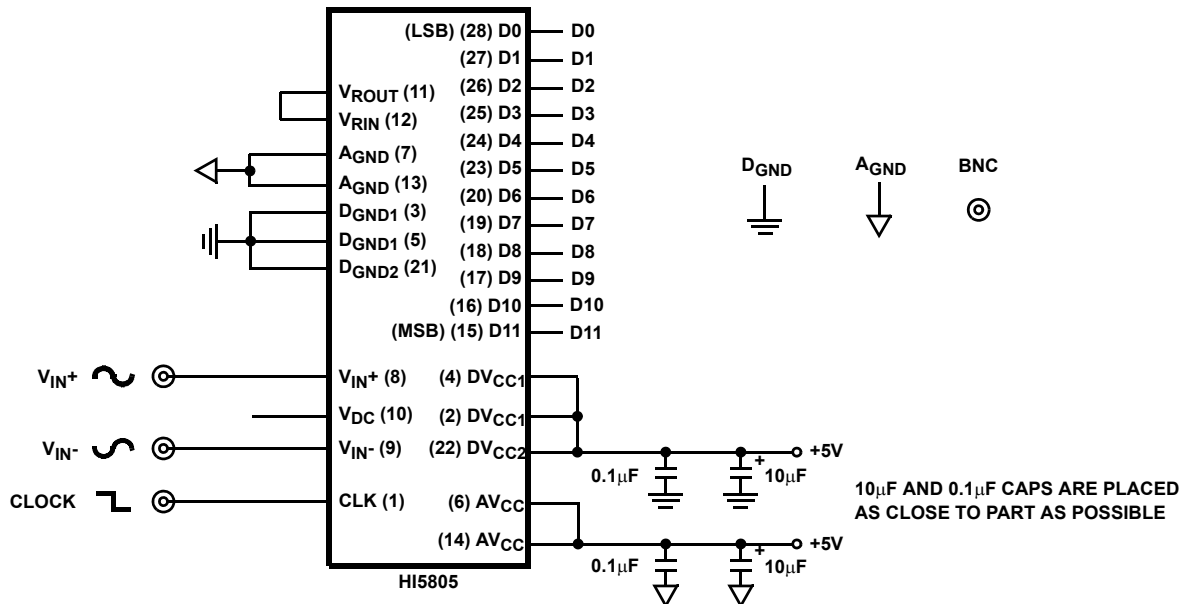 (LSB) (28) D0 D0
(27) D1 D1
(26) D2 D2
VROUT (11) (25) D3 D3
VRIN (12) (24) D4 D4
AGND (7) (23) D5 D5
AGND (13) (20) D6 D6
DGND1 (3) (19) D7 D7
DGND1 (5) (18) D8 D8
DGND2 (21) (17) D9 D9
(16) D10 D10
(MSB) (15) D11 D11
DGND AGND BNC
VIN+ VIN+ (8) (4) DVCC1
VDC (10) (2) DVCC1
VIN- VIN- (9) (22) DVCC2 +5V
0.1μF + 10μF
CLOCK CLK (1) (6) AVCC
(14) AVCC +5V
0.1μF + 10μF
10μF AND 0.1μF CAPS ARE PLACED
AS CLOSE TO PART AS POSSIBLE
HI5805